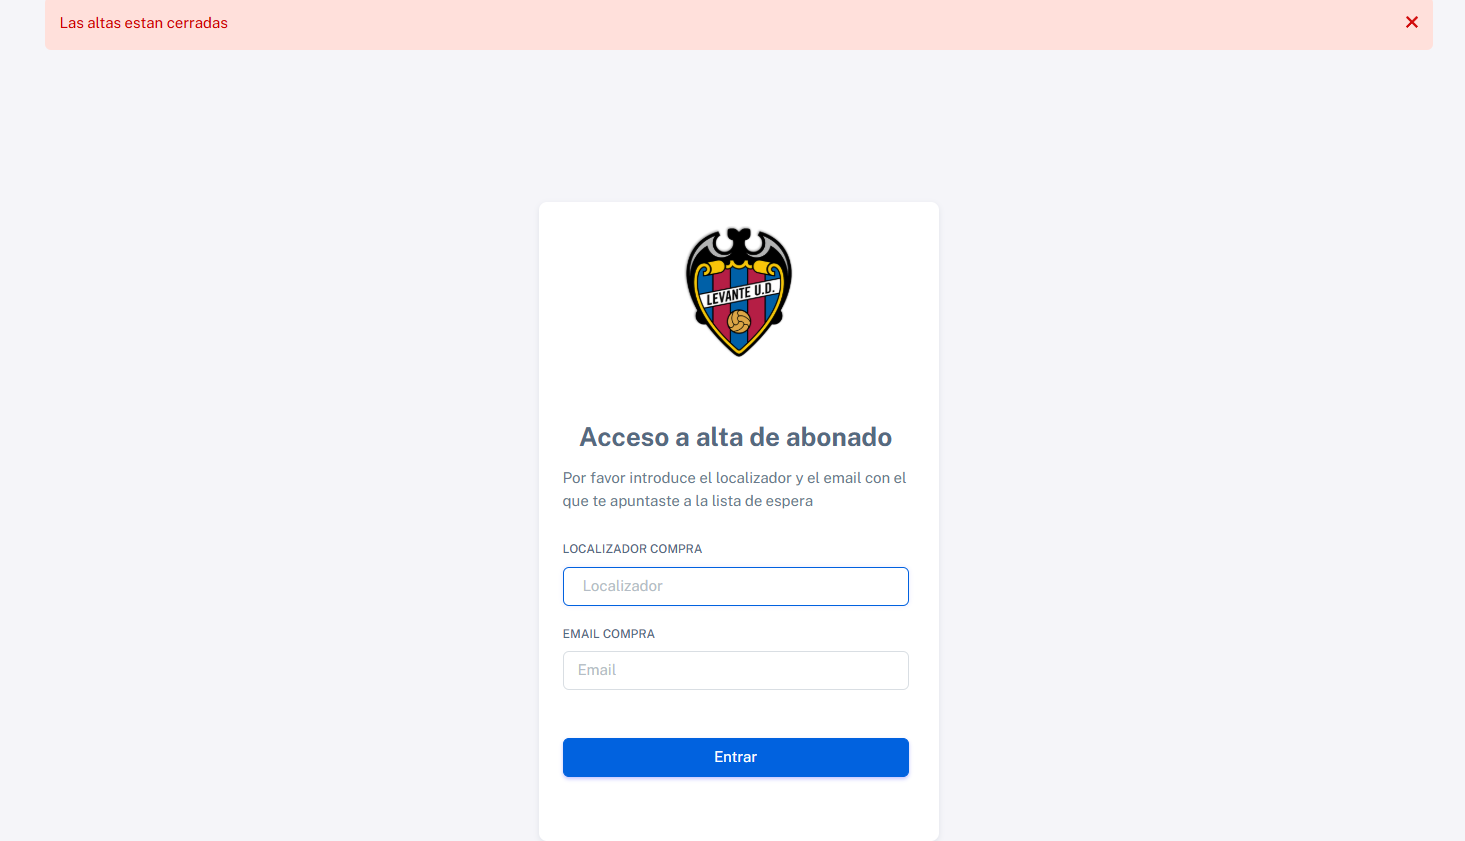 Las altas estan cerradas
LEVANTE U.D.
Acceso a alta de abonado
Por favor introduce el localizador y el email con el
que te apuntaste a la lista de espera
LOCALIZADOR COMPRA
Localizador
EMAIL COMPRA
Email
Entrar